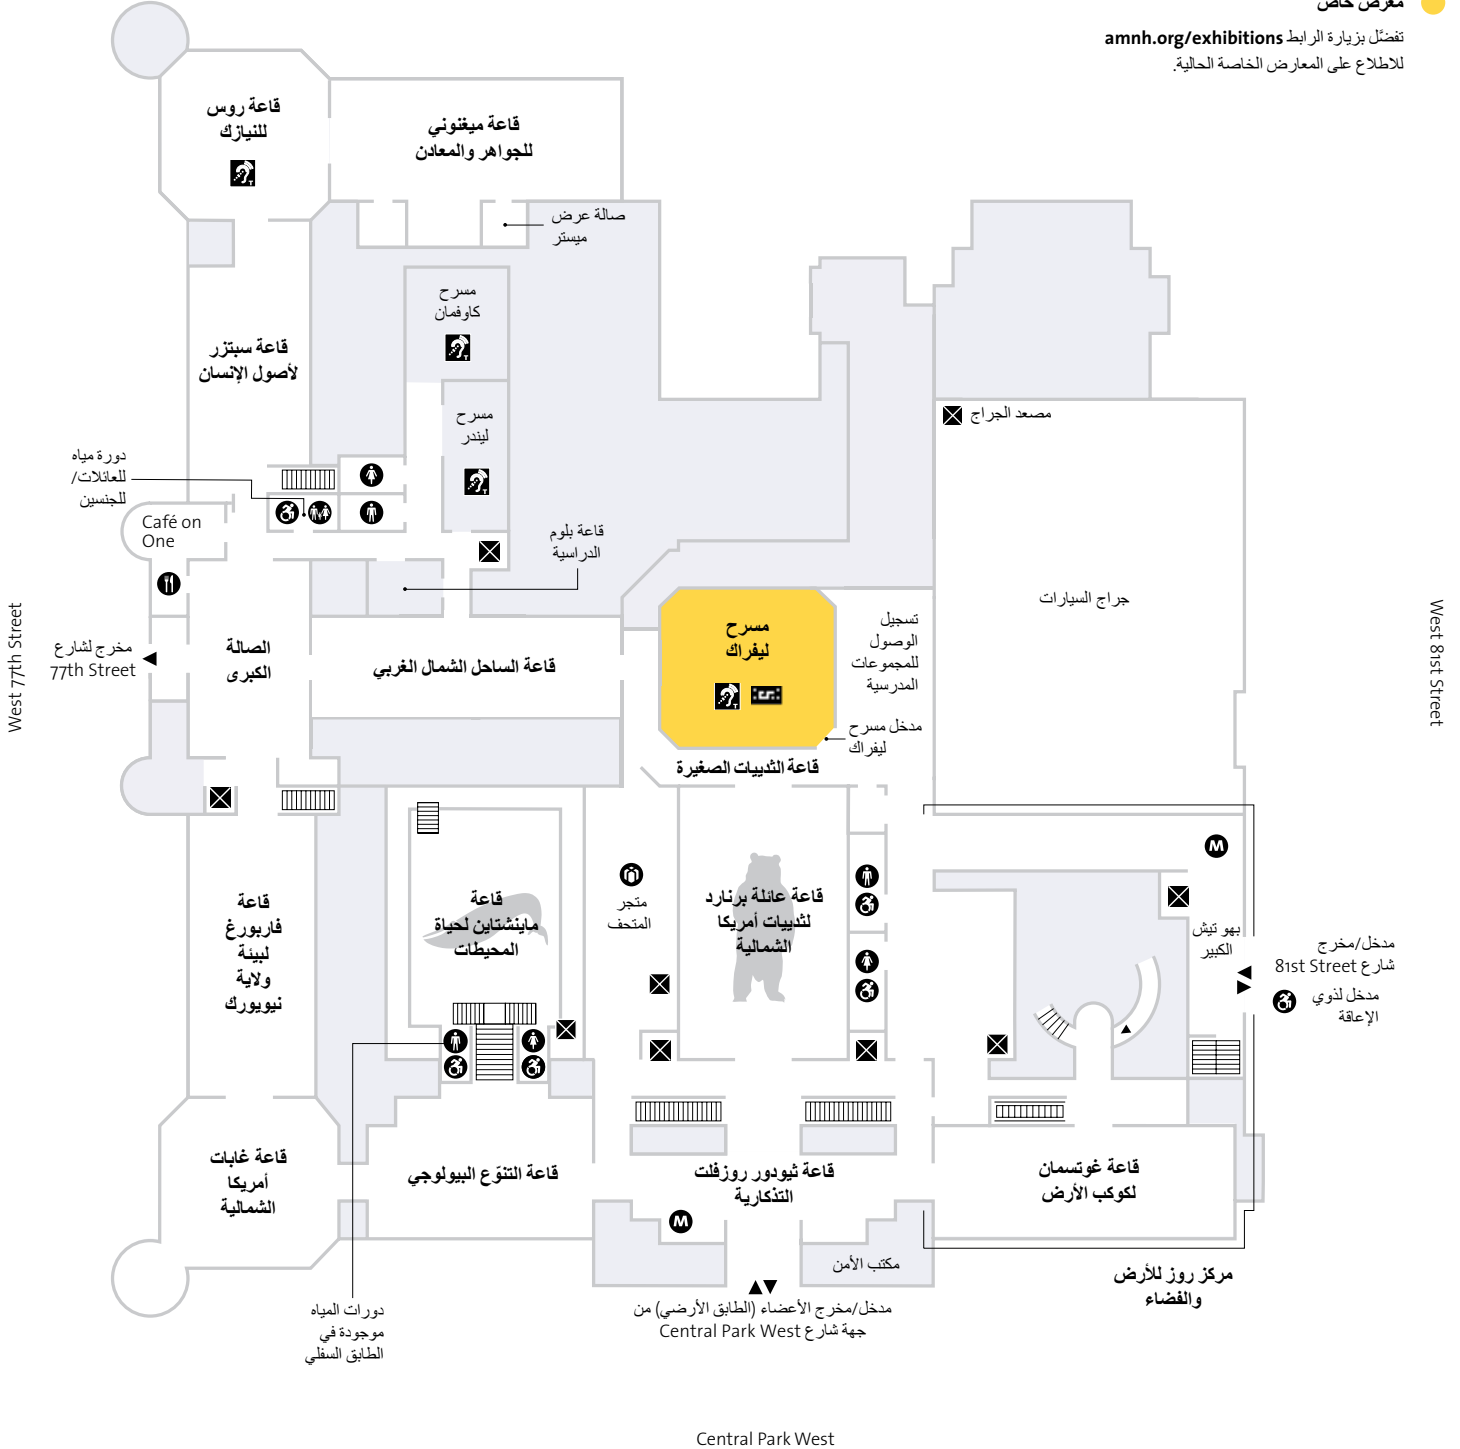 معرض خاص
تفضَّل بزيارة الرابط amnh.org/exhibitions
للاطلاع على المعارض الخاصة الحالية.
قاعة روس
للنيازك
قاعة ميغنوني
للجواهر والمعادن
صالة عرض
ميستر
مسرح
كاوفمان
قاعة سبتزر
لأصول الإنسان
مسرح
ليندر
مصعد الجراج
دورة مياه
للعائلات/
للجنسين
Café on
One
قاعة بلوم
الدراسية
جراج السيارات
West 77th Street
West 81st Street
مخرج لشارع
77th Street
الصالة
الكبرى
قاعة الساحل الشمال الغربي
مسرح
ليفراك
تسجيل
الوصول
للمجموعات
المدرسية
مدخل مسرح
ليفراك
قاعة الثدييات الصغيرة
M
قاعة
فاربورغ
لبيئة
ولاية
نيويورك
قاعة
ماينشتاين لحياة
المحيطات
متجر
المتحف
قاعة عائلة برنارد
لثدييات أمريكا
الشمالية
بهو تيش
الكبير
مدخل/مخرج
شارع 81st Street
مدخل لذوي
الإعاقة
قاعة غابات
أمريكا
الشمالية
قاعة التنوّع البيولوجي
قاعة ثيودور روزفلت
التذكارية
قاعة غوتسمان
لكوكب الأرض
M
مكتب الأمن
مركز روز للأرض
والفضاء
دورات المياه
موجودة في
الطابق السفلي
مدخل/مخرج الأعضاء (الطابق الأرضي) من
جهة شارع Central Park West
Central Park West